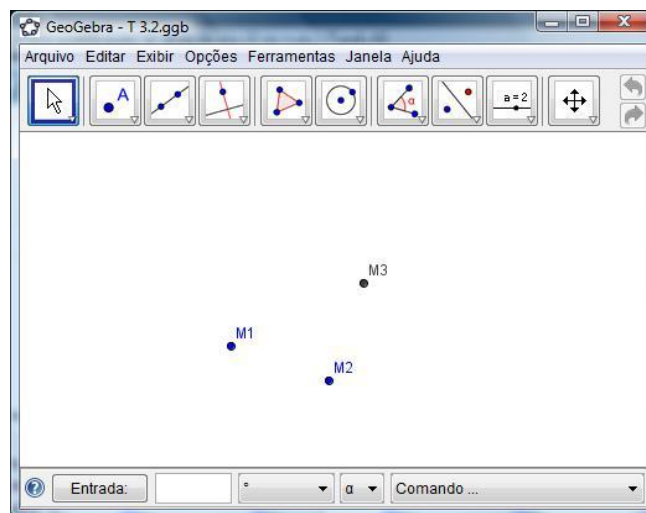 GeoGebra - T 3.2.ggb
Arquivo Editar Exibir Opções Ferramentas Janela Ajuda
A
α
a = 2
M3
M1
M2
Entrada: ° α Comando ...